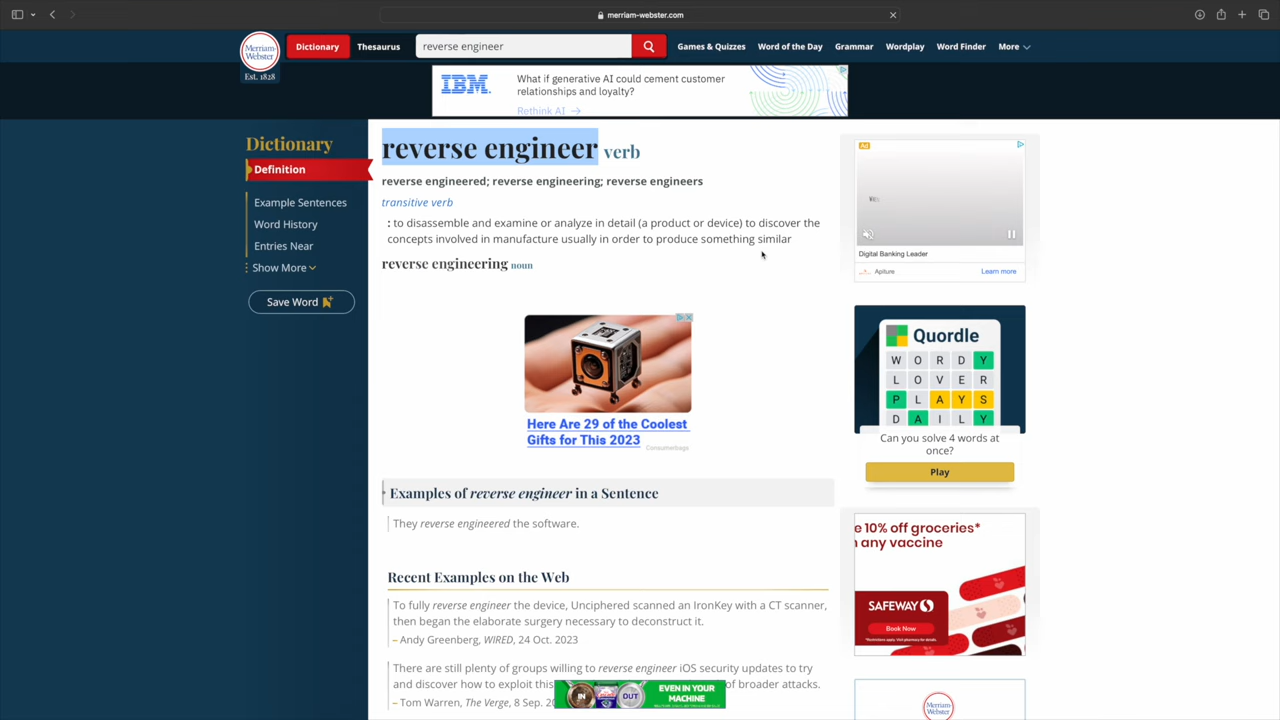 merriam-webster.com
Merriam-
Webster
Est. 1828
Dictionary
Thesaurus
reverse engineer
Games & Quizzes
Word of the Day
Grammar
Wordplay
Word Finder
More
IBM
What if generative AI could cement customer
relationships and loyalty?
Rethink AI →
Dictionary
Definition
Example Sentences
Word History
Entries Near
Show More
Save Word
reverse engineer verb
reverse engineered; reverse engineering; reverse engineers
transitive verb
: to disassemble and examine or analyze in detail (a product or device) to discover the
concepts involved in manufacture usually in order to produce something similar
reverse engineering noun
Here Are 29 of the Coolest
Gifts for This 2023
ConsumerBags
Examples of reverse engineer in a Sentence
They reverse engineered the software.
Recent Examples on the Web
To fully reverse engineer the device, Unciphered scanned an IronKey with a CT scanner,
then began the elaborate surgery necessary to deconstruct it.
– Andy Greenberg, WIRED, 24 Oct. 2023
There are still plenty of groups willing to reverse engineer iOS security updates to try
and discover how to exploit this of broader attacks.
– Tom Warren, The Verge, 8 Sep. 20
IN
OUT
EVEN IN YOUR
MACHINE
Ad
Digital Banking Leader
Apiture
Learn more
Quordle
W O R D Y
L O V E R
P L A Y S
D A I L Y
Can you solve 4 words at
once?
Play
e 10% off groceries*
n any vaccine
SAFEWAY
Book Now
Merriam-
Webster